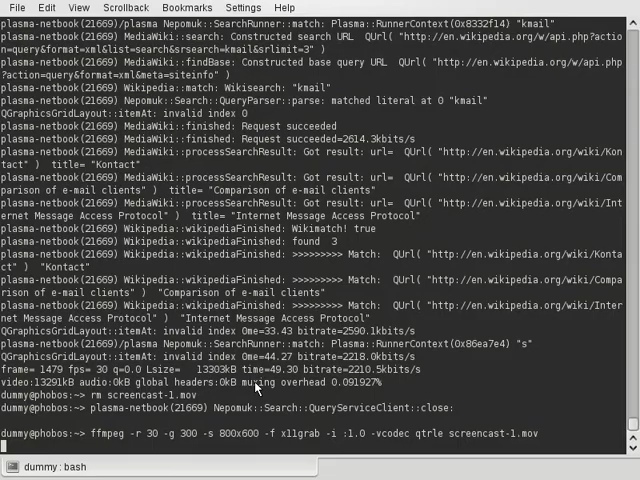 File Edit View Scrollback Bookmarks Settings Help
plasma-netbook(21669)/plasma Nepomuk::SearchRunner::match: Plasma::RunnerContext(0x8332f14) "kmail"
plasma-netbook(21669) MediaWiki::search: Constructed search URL  QUrl( "http://en.wikipedia.org/w/api.php?actio
n=query&format=xml&list=search&srsearch=kmail&srlimit=3" )
plasma-netbook(21669) MediaWiki::findBase: Constructed base query URL  QUrl( "http://en.wikipedia.org/w/api.php
?action=query&format=xml&meta=siteinfo" )
plasma-netbook(21669) Wikipedia::match: Wikisearch: "kmail"
plasma-netbook(21669) Nepomuk::Search::QueryParser::parse: matched literal at 0 "kmail"
QGraphicsGridLayout::itemAt: invalid index 0
plasma-netbook(21669) MediaWiki::finished: Request succeeded
plasma-netbook(21669) MediaWiki::finished: Request succeeded=2614.3kbits/s
plasma-netbook(21669) MediaWiki::processSearchResult: Got result: url=  QUrl( "http://en.wikipedia.org/wiki/Kon
tact" )  title= "Kontact"
plasma-netbook(21669) MediaWiki::processSearchResult: Got result: url=  QUrl( "http://en.wikipedia.org/wiki/Com
parison_of_e-mail_clients" )  title= "Comparison of e-mail clients"
plasma-netbook(21669) MediaWiki::processSearchResult: Got result: url=  QUrl( "http://en.wikipedia.org/wiki/Int
ernet_Message_Access_Protocol" )  title= "Internet Message Access Protocol"
plasma-netbook(21669) Wikipedia::wikipediaFinished: Wikimatch! true
plasma-netbook(21669) Wikipedia::wikipediaFinished: found  3
plasma-netbook(21669) Wikipedia::wikipediaFinished: >>>>>>>>> Match:  QUrl( "http://en.wikipedia.org/wiki/Konta
ct" )  "Kontact"
plasma-netbook(21669) Wikipedia::wikipediaFinished: >>>>>>>>> Match:  QUrl( "http://en.wikipedia.org/wiki/Compa
rison_of_e-mail_clients" )  "Comparison of e-mail clients"
plasma-netbook(21669) Wikipedia::wikipediaFinished: >>>>>>>>> Match:  QUrl( "http://en.wikipedia.org/wiki/Inter
net_Message_Access_Protocol" )  "Internet Message Access Protocol"
QGraphicsGridLayout::itemAt: invalid index 0me=33.43 bitrate=2590.1kbits/s
plasma-netbook(21669)/plasma Nepomuk::SearchRunner::match: Plasma::RunnerContext(0x86ea7e4) "s"
QGraphicsGridLayout::itemAt: invalid index 0me=44.27 bitrate=2218.0kbits/s
frame= 1479 fps= 30 q=0.0 Lsize=   13303kB time=49.30 bitrate=2210.5kbits/s
video:13291kB audio:0kB global headers:0kB muxing overhead 0.091927%
dummy@phobos:~> rm screencast-1.mov
dummy@phobos:~> plasma-netbook(21669) Nepomuk::Search::QueryServiceClient::close:
dummy@phobos:~> ffmpeg -r 30 -g 300 -s 800x600 -f x11grab -i :1.0 -vcodec qtrle screencast-1.mov
dummy : bash